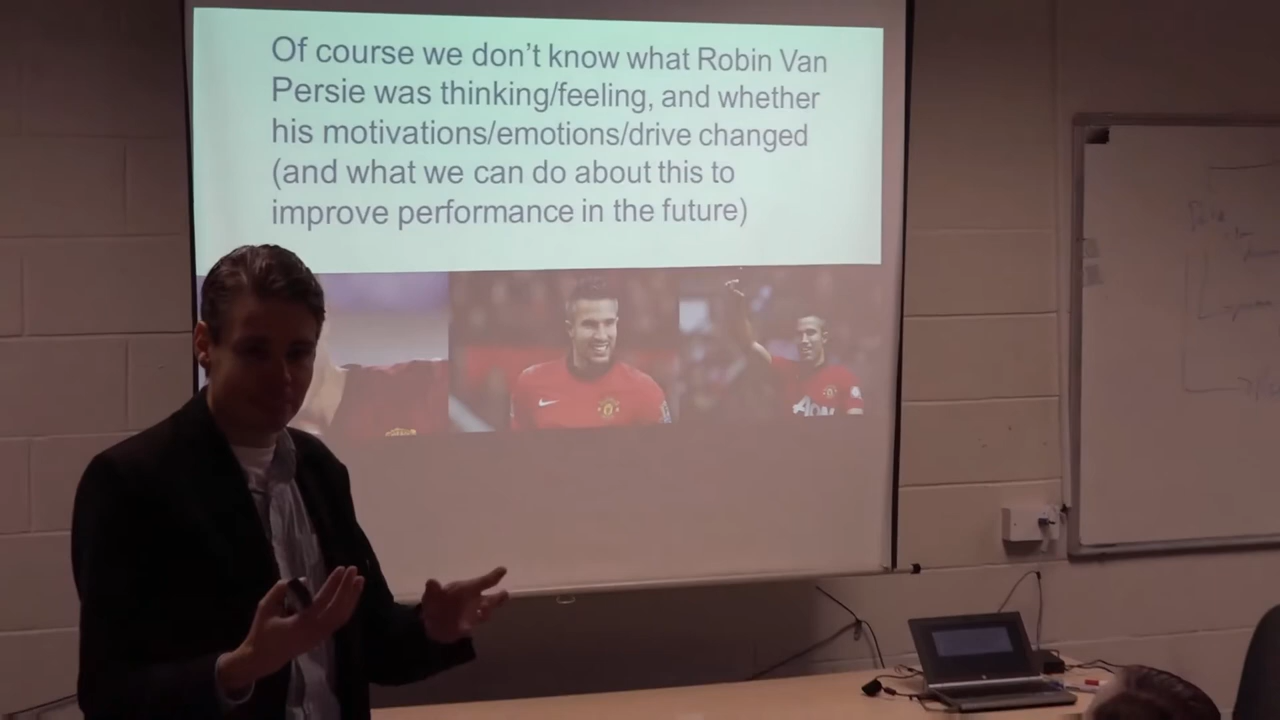 Of course we don't know what Robin Van
Persie was thinking/feeling, and whether
his motivations/emotions/drive changed
(and what we can do about this to
improve performance in the future)
AON